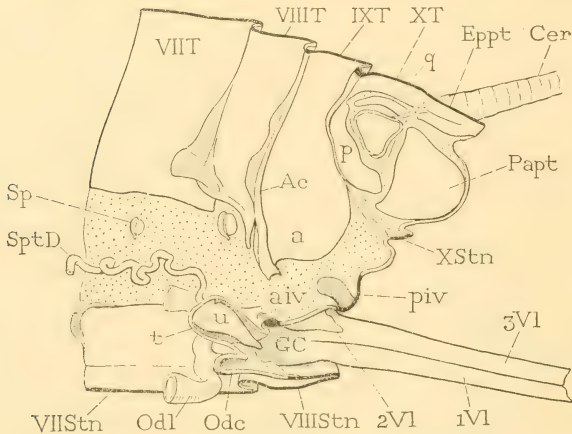 VIIIT
IXT
XT
VIIT
q
Eppt
Cer
p
Papt
Ac
Sp
a
SptD
XStn
aiv
piv
u
t
GC
3Vl
VIIStn
Odl
Odc
VIIIStn
2Vl
1Vl